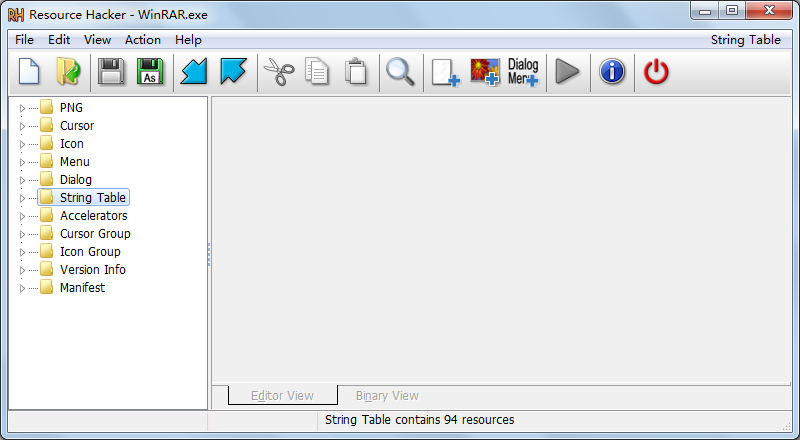 RH Resource Hacker - WinRAR.exe
File Edit View Action Help String Table
As Dialog Menu
PNG
Cursor
Icon
Menu
Dialog
String Table
Accelerators
Cursor Group
Icon Group
Version Info
Manifest
Editor View Binary View
String Table contains 94 resources